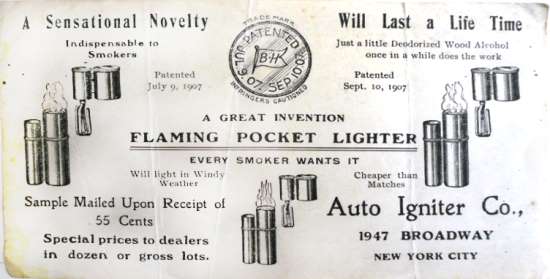 A Sensational Novelty
Will Last a Life Time
Indispensable to
Smokers
TRADE MARK
PATENTED
JULY 9.07. SEP.10.07.
B&H
INFRINGERS CAUTIONED
Just a little Deodorized Wood Alcohol
once in a while does the work
Patented
July 9, 1907
Patented
Sept. 10, 1907
A GREAT INVENTION
FLAMING POCKET LIGHTER
EVERY SMOKER WANTS IT
Will light in Windy
Weather
Cheaper than
Matches
Sample Mailed Upon Receipt of
55 Cents
Special prices to dealers
in dozen or gross lots.
Auto Igniter Co.,
1947 BROADWAY
NEW YORK CITY